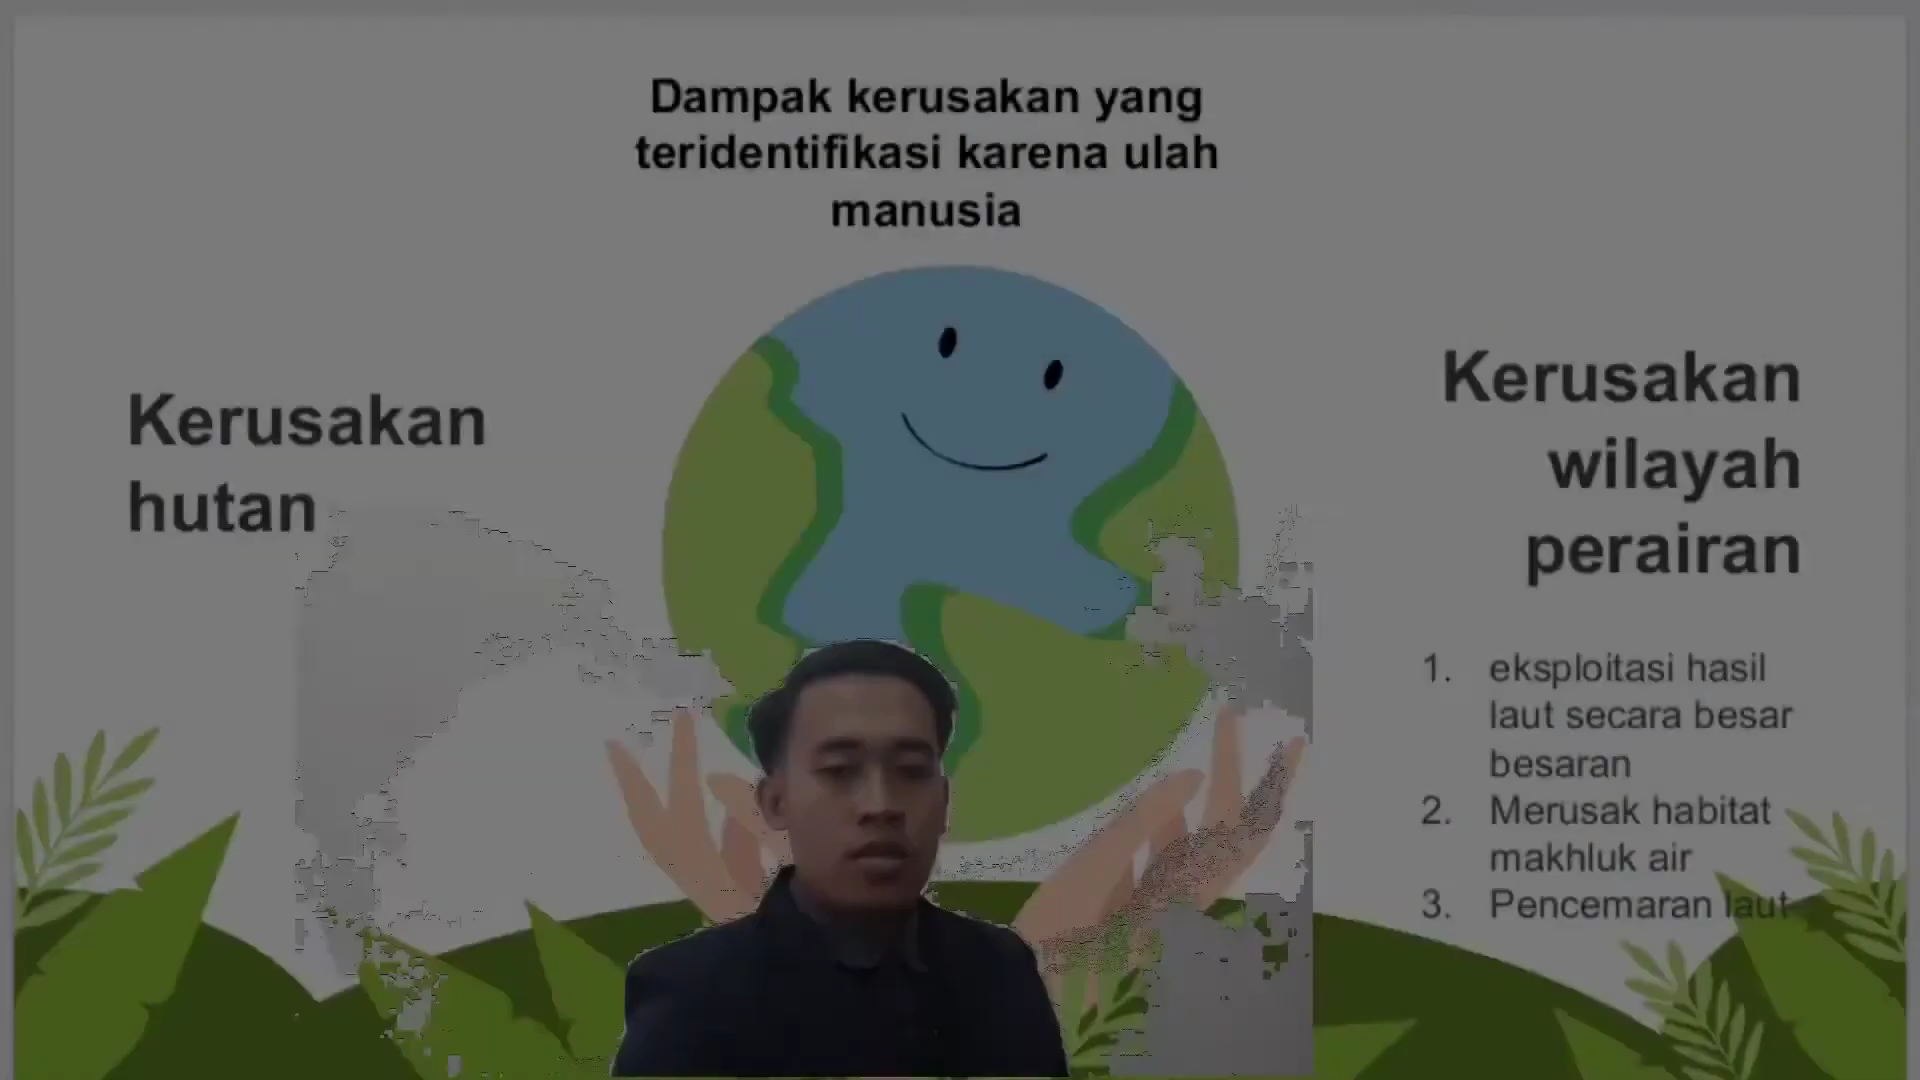 Dampak kerusakan yang
teridentifikasi karena ulah
manusia
Kerusakan
hutan
Kerusakan
wilayah
perairan
1. eksploitasi hasil
laut secara besar
besaran
2. Merusak habitat
makhluk air
3. Pencemaran laut